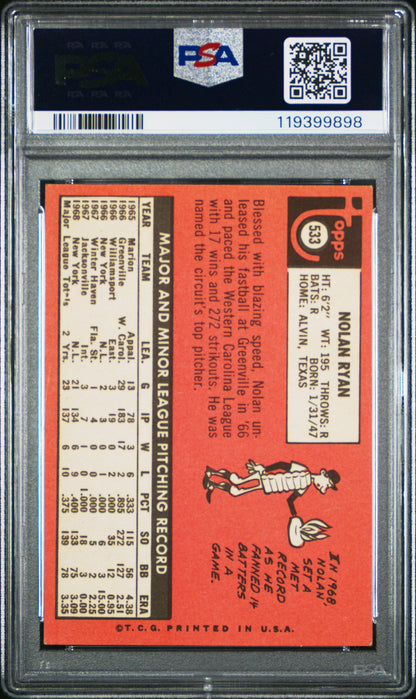 PSA
119399898
Topps
533
NOLAN RYAN
HT: 6'2" WT: 195 THROWS: R
BATS: R BORN: 1/31/47
HOME: ALVIN, TEXAS
Blessed with blazing speed, Nolan un-
leased his fastball at Greenville in '66
and paced the Western Carolina League
with 17 wins and 272 strikouts. He was
named the circuit's top pitcher.
IN 1968
NOLAN
SET A
MET
RECORD
AS HE
FANNED 14
BATTERS
IN A
GAME.
MAJOR AND MINOR LEAGUE PITCHING RECORD
YEAR TEAM LEA. G IP W L PCT SO BB ERA
1965 Marion Appal. 13 78 3 6 .333 115 56 4.38
1966 Greenville W. Carol. 29 183 17 2 .895 272 127 2.51
1966 Williamsport East. 3 19 0 2 .000 35 12 0.95
1966 New York N.L. 2 3 0 1 .000 6 3 15.00
1967 Winter Haven Fla. St. 1 4 0 0 .000 5 2 2.25
1967 Jacksonville Int. 3 7 1 0 1.000 18 3 0.00
1968 New York N.L. 21 134 6 9 .400 133 75 3.09
Major League Tot-ls 2 Yrs. 23 137 6 10 .375 139 78 3.35
©T.C.G. PRINTED IN U.S.A.
PSA